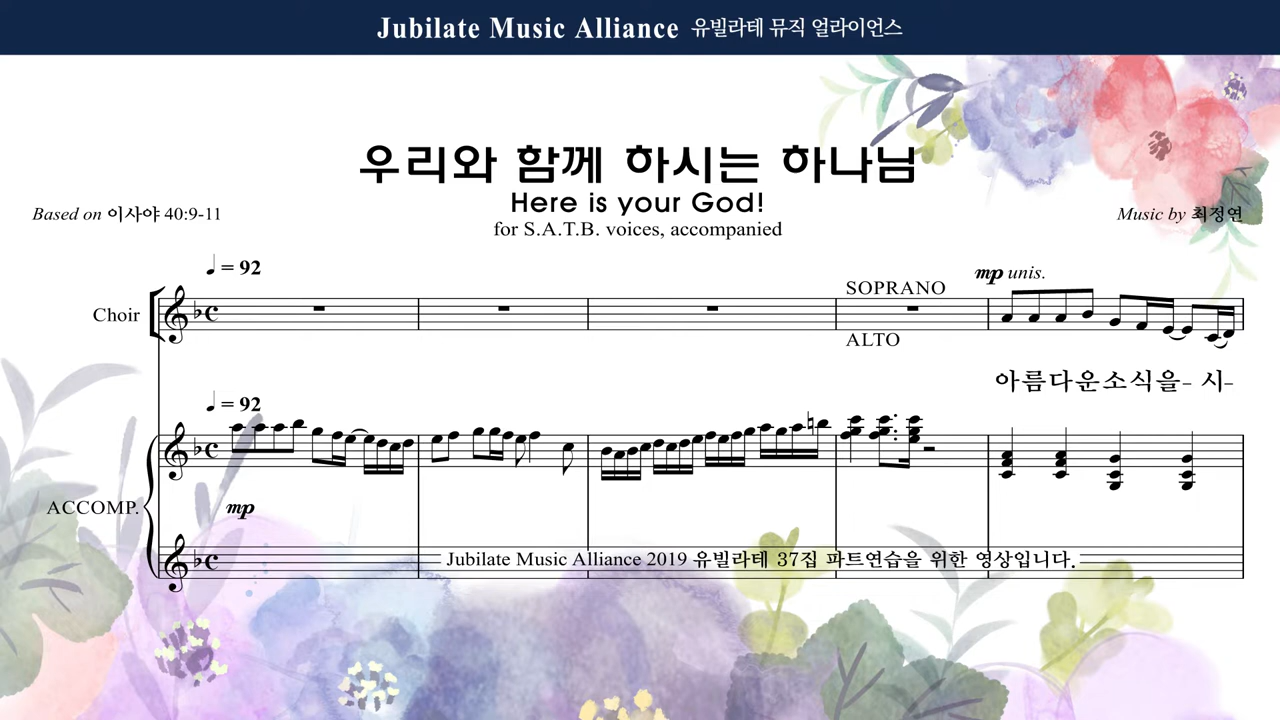 Jubilate Music Alliance 유빌라테 뮤직 얼라이언스
우리와 함께 하시는 하나님
Here is your God!
Based on 이사야 40:9-11
for S.A.T.B. voices, accompanied
Music by 최정연
♩ = 92
mp unis.
SOPRANO
Choir
ALTO
아름다운소식을- 시-
♩ = 92
ACCOMP.
mp
Jubilate Music Alliance 2019 유빌라테 37집 파트연습을 위한 영상입니다.